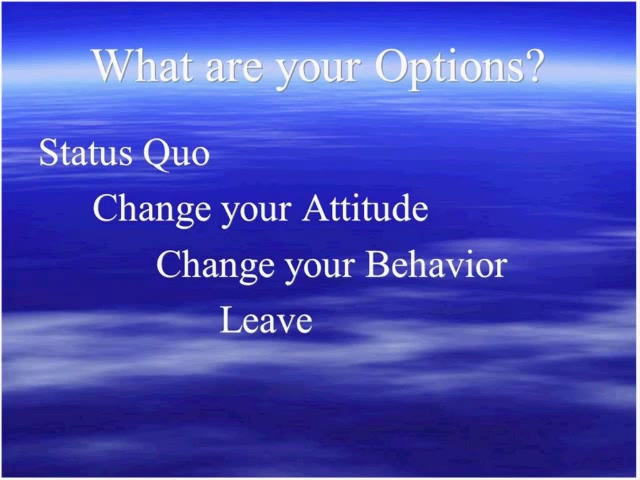 What are your Options?
Status Quo
Change your Attitude
Change your Behavior
Leave